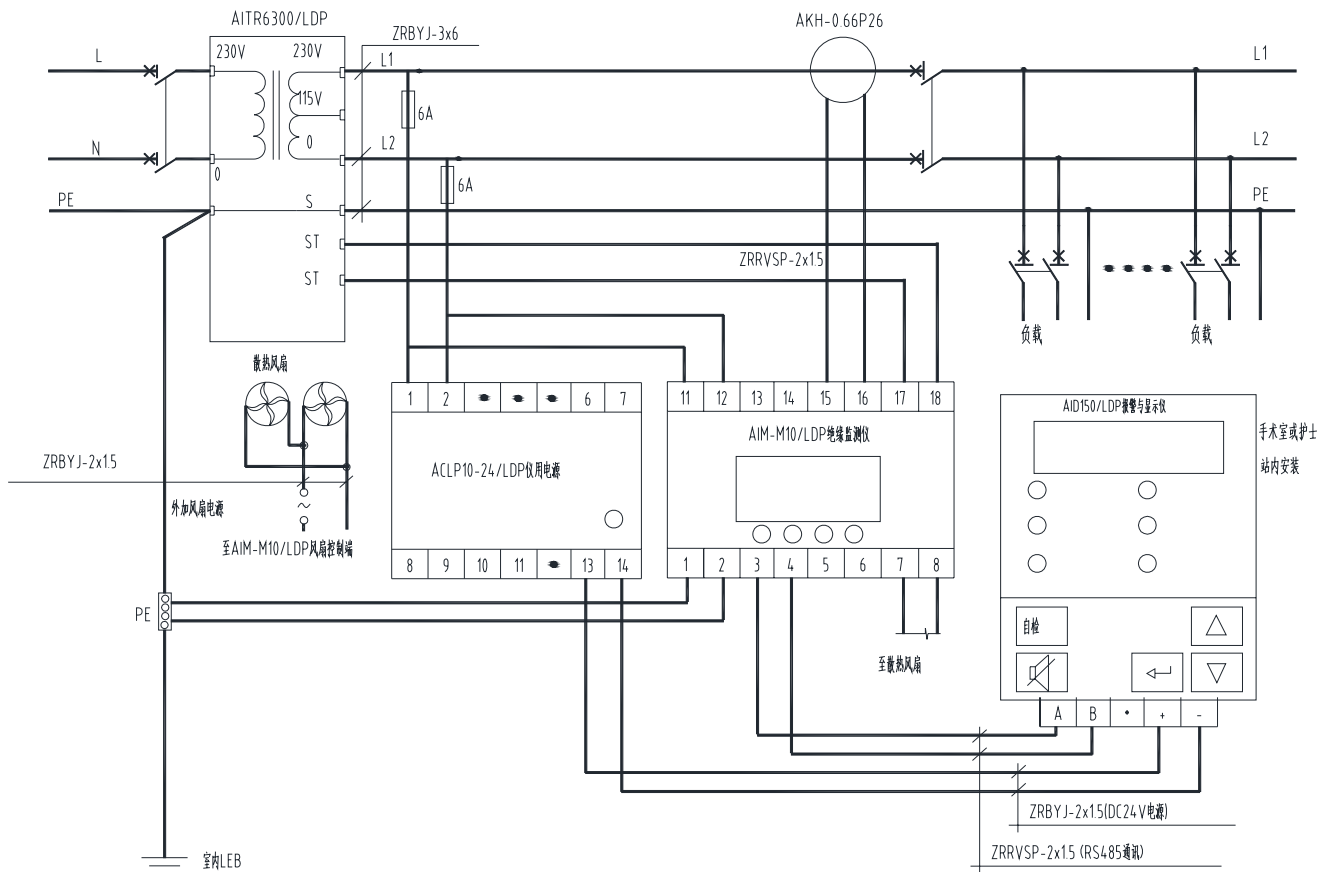 AITR6300/LDP
AKH-0.66P26
ZRBYJ-3x6
L
230V
230V
L1
L1
115V
6A
N
0
L2
L2
0
6A
PE
S
PE
ST
ZRRVSP-2x1.5
ST
负载
负载
散热风扇
1 2 6 7
11 12 13 14 15 16 17 18
AID150/LDP报警与显示仪
AIM-M10/LDP绝缘监测仪
手术室或护士
站内安装
ZRBYJ-2x1.5
ACLP10-24/LDP仪用电源
外加风扇电源
~
至AIM-M10/LDP风扇控制端
8 9 10 11 13 14
1 2 3 4 5 6 7 8
PE
自检
至散热风扇
A B + -
ZRBYJ-2x1.5(DC24V电源)
ZRRVSP-2x1.5 (RS485通讯)
室内LEB